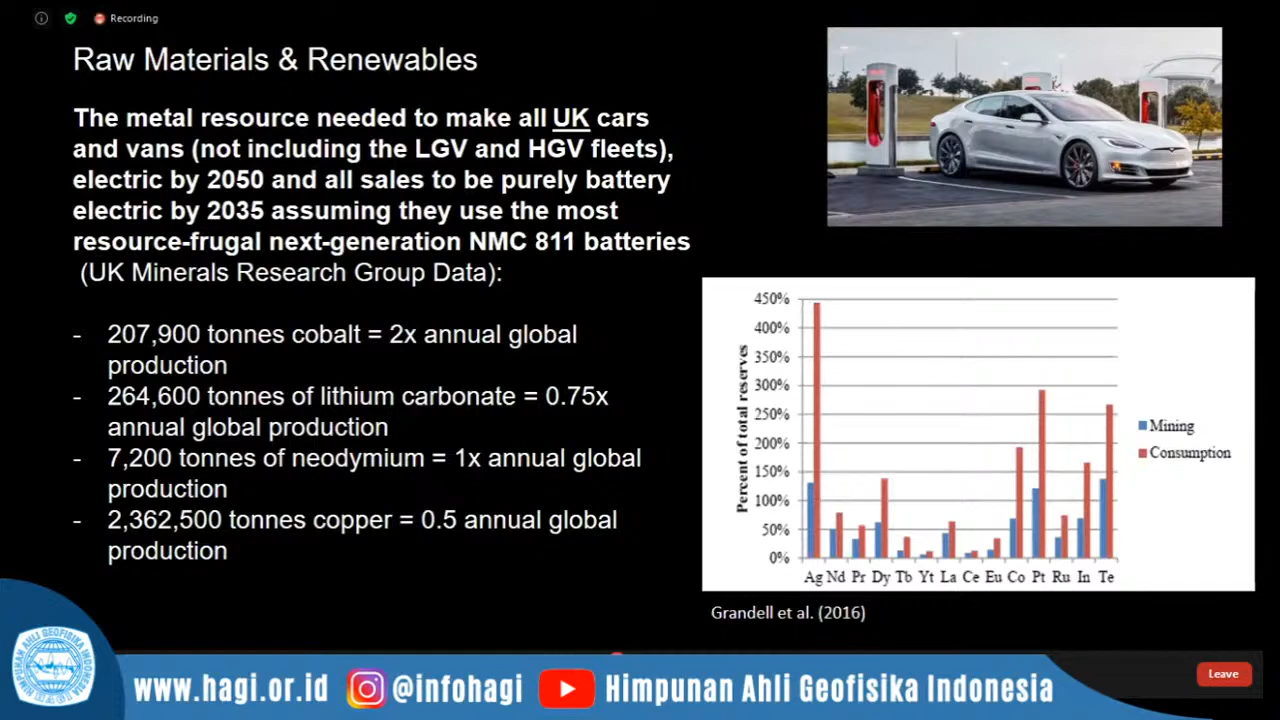 Recording
Raw Materials & Renewables
The metal resource needed to make all UK cars
and vans (not including the LGV and HGV fleets),
electric by 2050 and all sales to be purely battery
electric by 2035 assuming they use the most
resource-frugal next-generation NMC 811 batteries
(UK Minerals Research Group Data):
- 207,900 tonnes cobalt = 2x annual global
production
- 264,600 tonnes of lithium carbonate = 0.75x
annual global production
- 7,200 tonnes of neodymium = 1x annual global
production
- 2,362,500 tonnes copper = 0.5 annual global
production
Percent of total reserves
450%
400%
350%
300%
250%
200%
150%
100%
50%
0%
Ag Nd Pr Dy Tb Yt La Ce Eu Co Pt Ru In Te
Mining
Consumption
Grandell et al. (2016)
HIMPUNAN AHLI GEOFISIKA INDONESIA
www.hagi.or.id @infohagi Himpunan Ahli Geofisika Indonesia
Leave